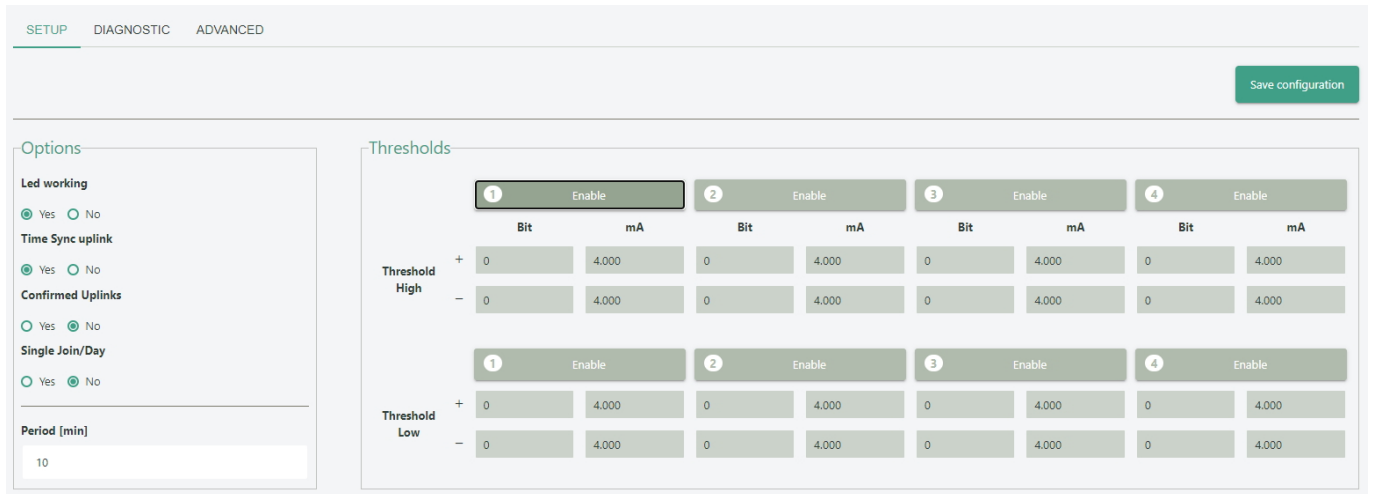 SETUP DIAGNOSTIC ADVANCED
Save configuration
Options
Led working
Yes No
Time Sync uplink
Yes No
Confirmed Uplinks
Yes No
Single Join/Day
Yes No
Period [min]
10
Thresholds
1 Enable 2 Enable 3 Enable 4 Enable
Bit mA Bit mA Bit mA Bit mA
Threshold
High
+ 0 4.000 0 4.000 0 4.000 0 4.000
− 0 4.000 0 4.000 0 4.000 0 4.000
1 Enable 2 Enable 3 Enable 4 Enable
Threshold
Low
+ 0 4.000 0 4.000 0 4.000 0 4.000
− 0 4.000 0 4.000 0 4.000 0 4.000